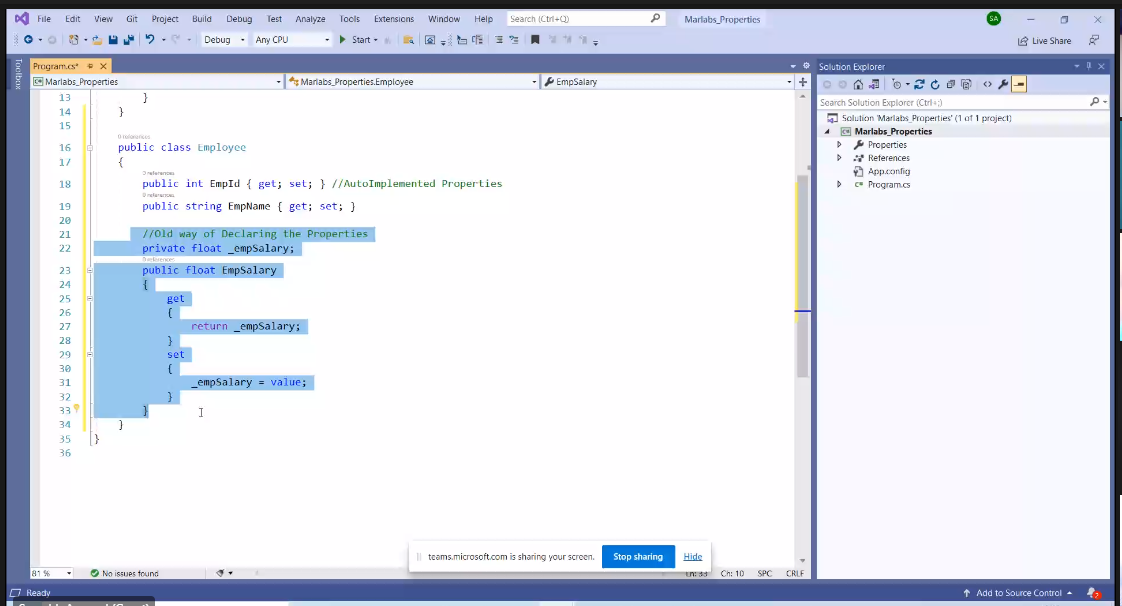 File Edit View Git Project Build Debug Test Analyze Tools Extensions Window Help Search (Ctrl+Q) Marlabs_Properties SA
Debug Any CPU Start Live Share
Toolbox
Program.cs*
Marlabs_Properties Marlabs_Properties.Employee EmpSalary
13 }
14 }
15
0 references
16 public class Employee
17 {
3 references
18 public int EmpId { get; set; } //AutoImplemented Properties
0 references
19 public string EmpName { get; set; }
20
21 //Old way of Declaring the Properties
22 private float _empSalary;
0 references
23 public float EmpSalary
24 {
25 get
26 {
27 return _empSalary;
28 }
29 set
30 {
31 _empSalary = value;
32 }
33 }
34 }
35 }
36
Solution Explorer
Search Solution Explorer (Ctrl+;)
Solution 'Marlabs_Properties' (1 of 1 project)
Marlabs_Properties
Properties
References
App.config
Program.cs
teams.microsoft.com is sharing your screen. Stop sharing Hide
81 % No issues found Ln: 33 Ch: 10 SPC CRLF
Ready Add to Source Control 2